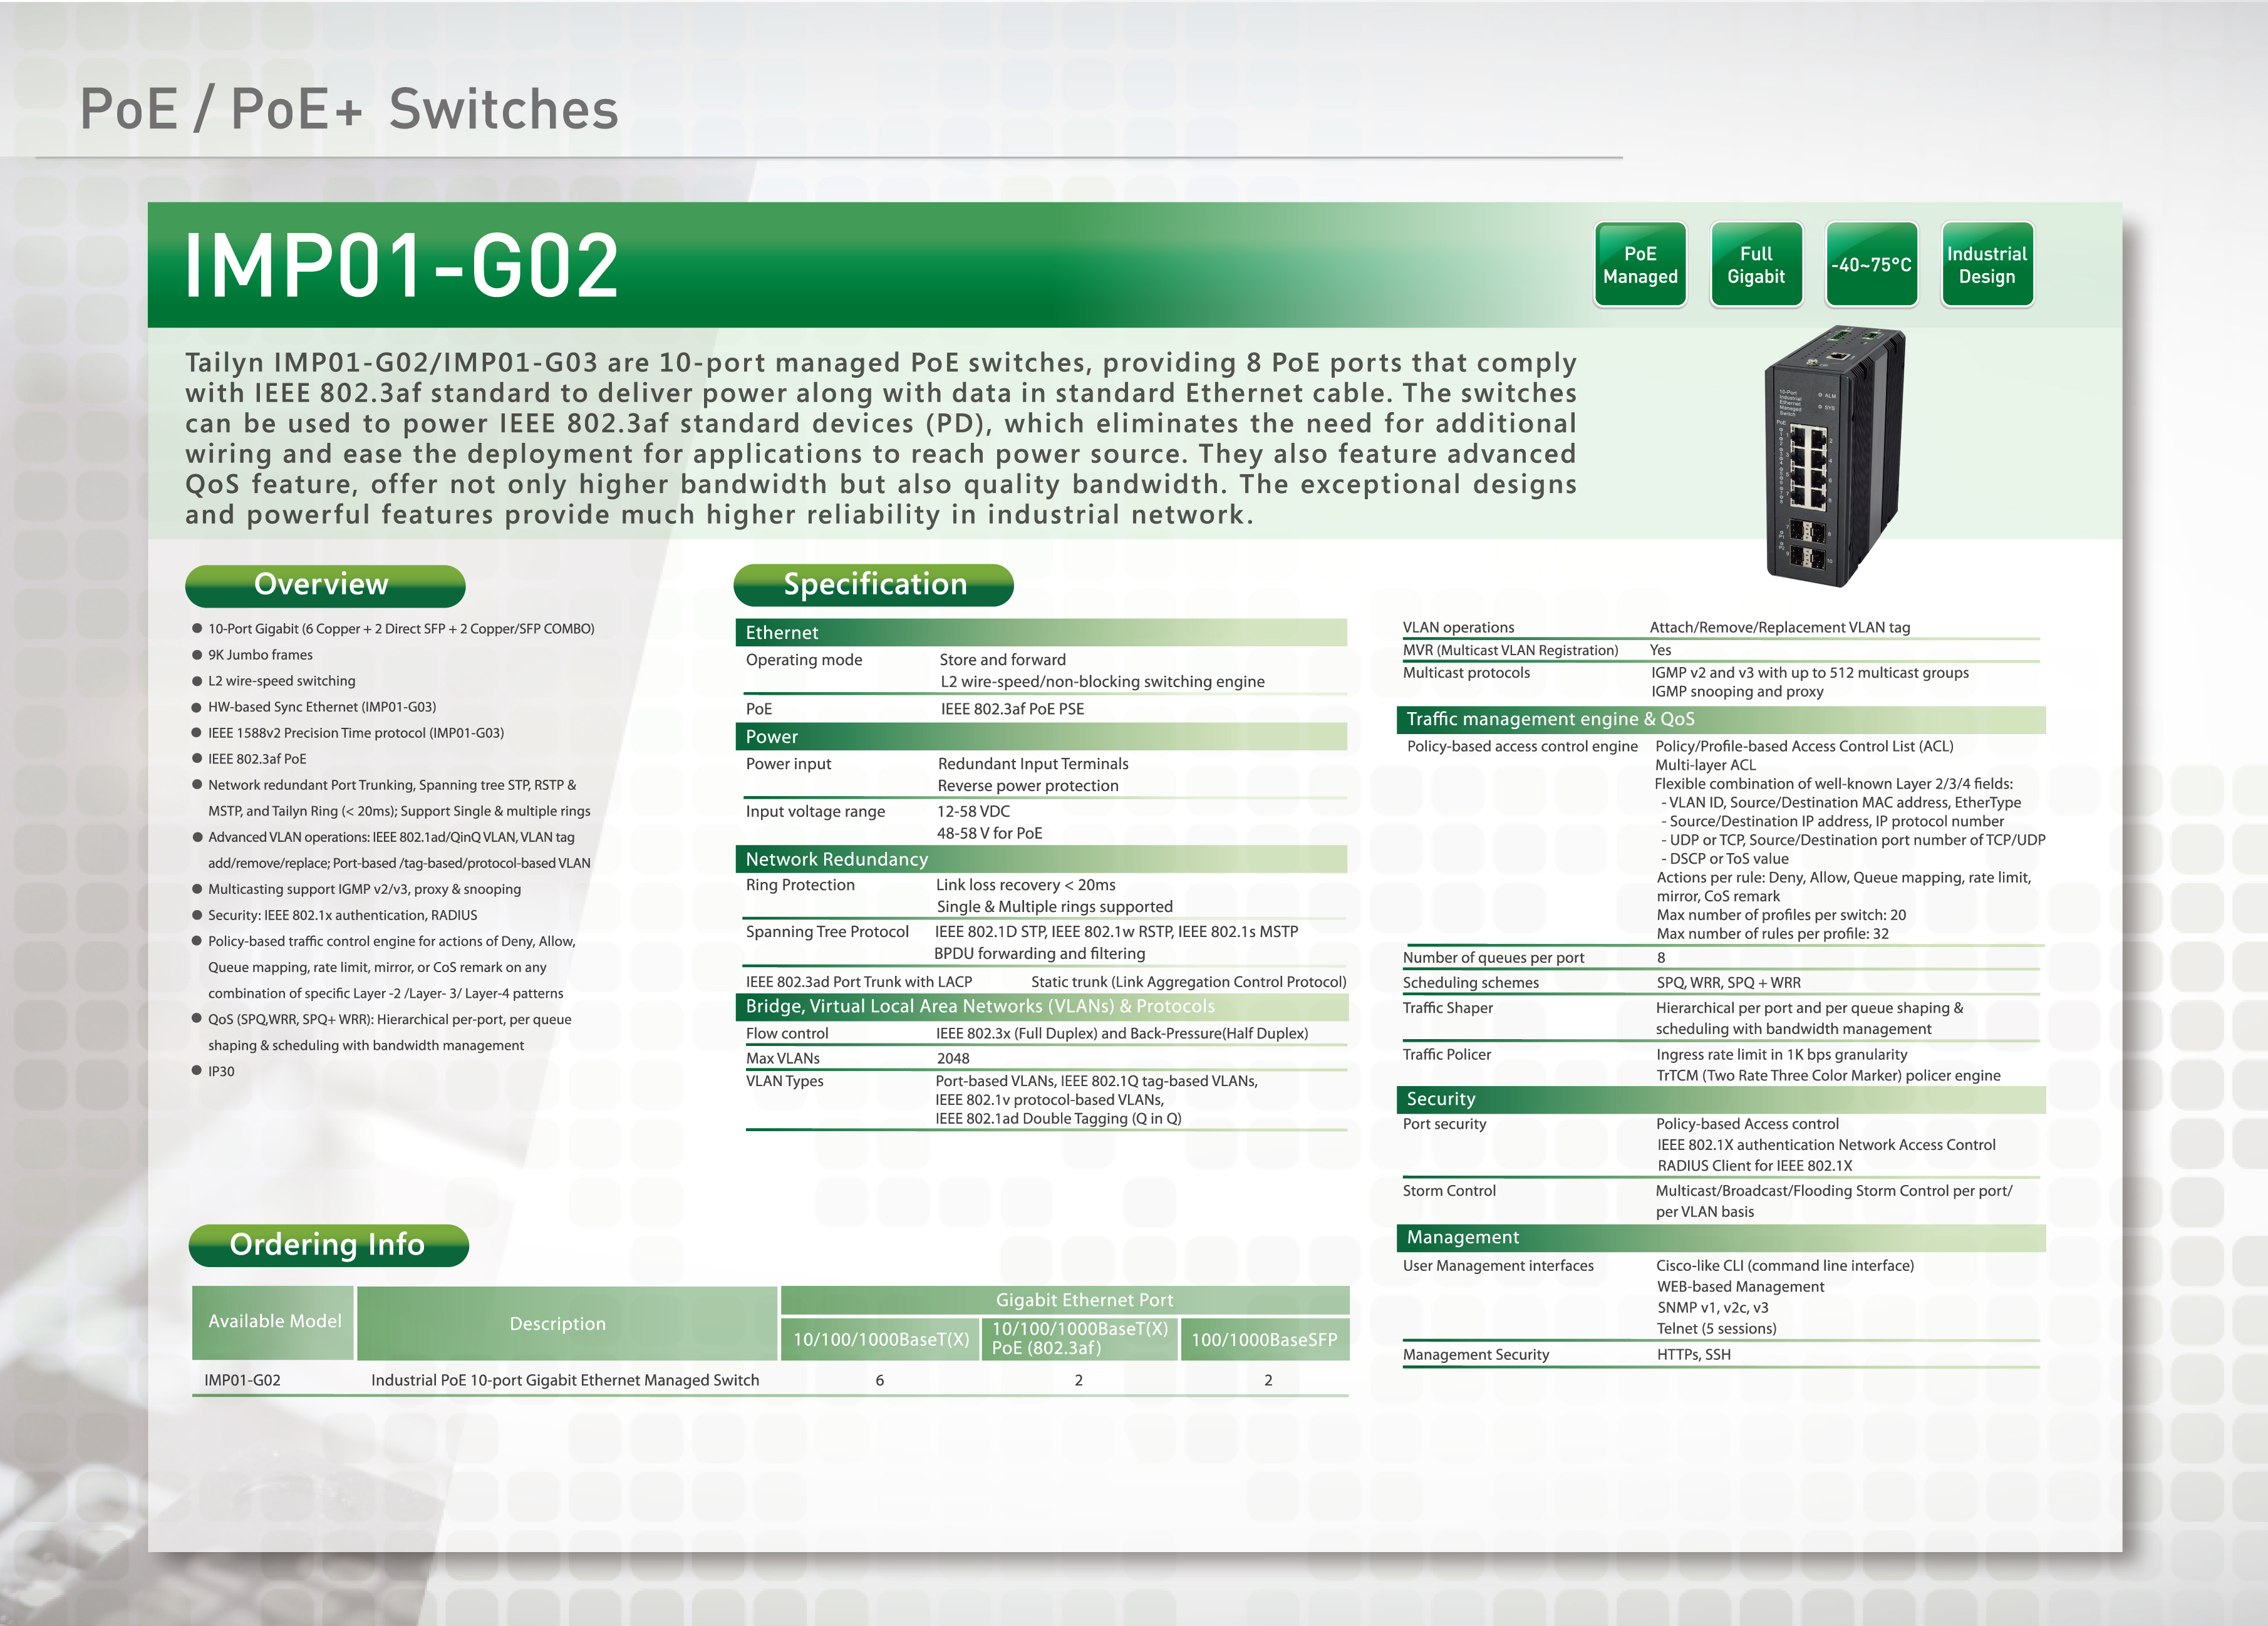 PoE / PoE+ Switches
IMP01-G02
PoE
Managed
Full
Gigabit
-40~75°C
Industrial
Design
Tailyn IMP01-G02/IMP01-G03 are 10-port managed PoE switches, providing 8 PoE ports that comply
with IEEE 802.3af standard to deliver power along with data in standard Ethernet cable. The switches
can be used to power IEEE 802.3af standard devices (PD), which eliminates the need for additional
wiring and ease the deployment for applications to reach power source. They also feature advanced
QoS feature, offer not only higher bandwidth but also quality bandwidth. The exceptional designs
and powerful features provide much higher reliability in industrial network.
10-Port
Industrial
Ethernet
Managed
Switch
ALM
SYS
PoE
Overview
● 10-Port Gigabit (6 Copper + 2 Direct SFP + 2 Copper/SFP COMBO)
● 9K Jumbo frames
● L2 wire-speed switching
● HW-based Sync Ethernet (IMP01-G03)
● IEEE 1588v2 Precision Time protocol (IMP01-G03)
● IEEE 802.3af PoE
● Network redundant Port Trunking, Spanning tree STP, RSTP &
MSTP, and Tailyn Ring (< 20ms); Support Single & multiple rings
● Advanced VLAN operations: IEEE 802.1ad/QinQ VLAN, VLAN tag
add/remove/replace; Port-based /tag-based/protocol-based VLAN
● Multicasting support IGMP v2/v3, proxy & snooping
● Security: IEEE 802.1x authentication, RADIUS
● Policy-based traffic control engine for actions of Deny, Allow,
Queue mapping, rate limit, mirror, or CoS remark on any
combination of specific Layer -2 /Layer- 3/ Layer-4 patterns
● QoS (SPQ,WRR, SPQ+ WRR): Hierarchical per-port, per queue
shaping & scheduling with bandwidth management
● IP30
Specification
Ethernet
Operating mode Store and forward
L2 wire-speed/non-blocking switching engine
PoE IEEE 802.3af PoE PSE
Power
Power input Redundant Input Terminals
Reverse power protection
Input voltage range 12-58 VDC
48-58 V for PoE
Network Redundancy
Ring Protection Link loss recovery < 20ms
Single & Multiple rings supported
Spanning Tree Protocol IEEE 802.1D STP, IEEE 802.1w RSTP, IEEE 802.1s MSTP
BPDU forwarding and filtering
IEEE 802.3ad Port Trunk with LACP Static trunk (Link Aggregation Control Protocol)
Bridge, Virtual Local Area Networks (VLANs) & Protocols
Flow control IEEE 802.3x (Full Duplex) and Back-Pressure(Half Duplex)
Max VLANs 2048
VLAN Types Port-based VLANs, IEEE 802.1Q tag-based VLANs,
IEEE 802.1v protocol-based VLANs,
IEEE 802.1ad Double Tagging (Q in Q)
VLAN operations Attach/Remove/Replacement VLAN tag
MVR (Multicast VLAN Registration) Yes
Multicast protocols IGMP v2 and v3 with up to 512 multicast groups
IGMP snooping and proxy
Traffic management engine & QoS
Policy-based access control engine Policy/Profile-based Access Control List (ACL)
Multi-layer ACL
Flexible combination of well-known Layer 2/3/4 fields:
- VLAN ID, Source/Destination MAC address, EtherType
- Source/Destination IP address, IP protocol number
- UDP or TCP, Source/Destination port number of TCP/UDP
- DSCP or ToS value
Actions per rule: Deny, Allow, Queue mapping, rate limit,
mirror, CoS remark
Max number of profiles per switch: 20
Max number of rules per profile: 32
Number of queues per port 8
Scheduling schemes SPQ, WRR, SPQ + WRR
Traffic Shaper Hierarchical per port and per queue shaping &
scheduling with bandwidth management
Traffic Policer Ingress rate limit in 1K bps granularity
TrTCM (Two Rate Three Color Marker) policer engine
Security
Port security Policy-based Access control
IEEE 802.1X authentication Network Access Control
RADIUS Client for IEEE 802.1X
Storm Control Multicast/Broadcast/Flooding Storm Control per port/
per VLAN basis
Management
User Management interfaces Cisco-like CLI (command line interface)
WEB-based Management
SNMP v1, v2c, v3
Telnet (5 sessions)
Management Security HTTPs, SSH
Ordering Info
Available Model Description Gigabit Ethernet Port
10/100/1000BaseT(X) 10/100/1000BaseT(X) 100/1000BaseSFP
PoE (802.3af)
IMP01-G02 Industrial PoE 10-port Gigabit Ethernet Managed Switch 6 2 2